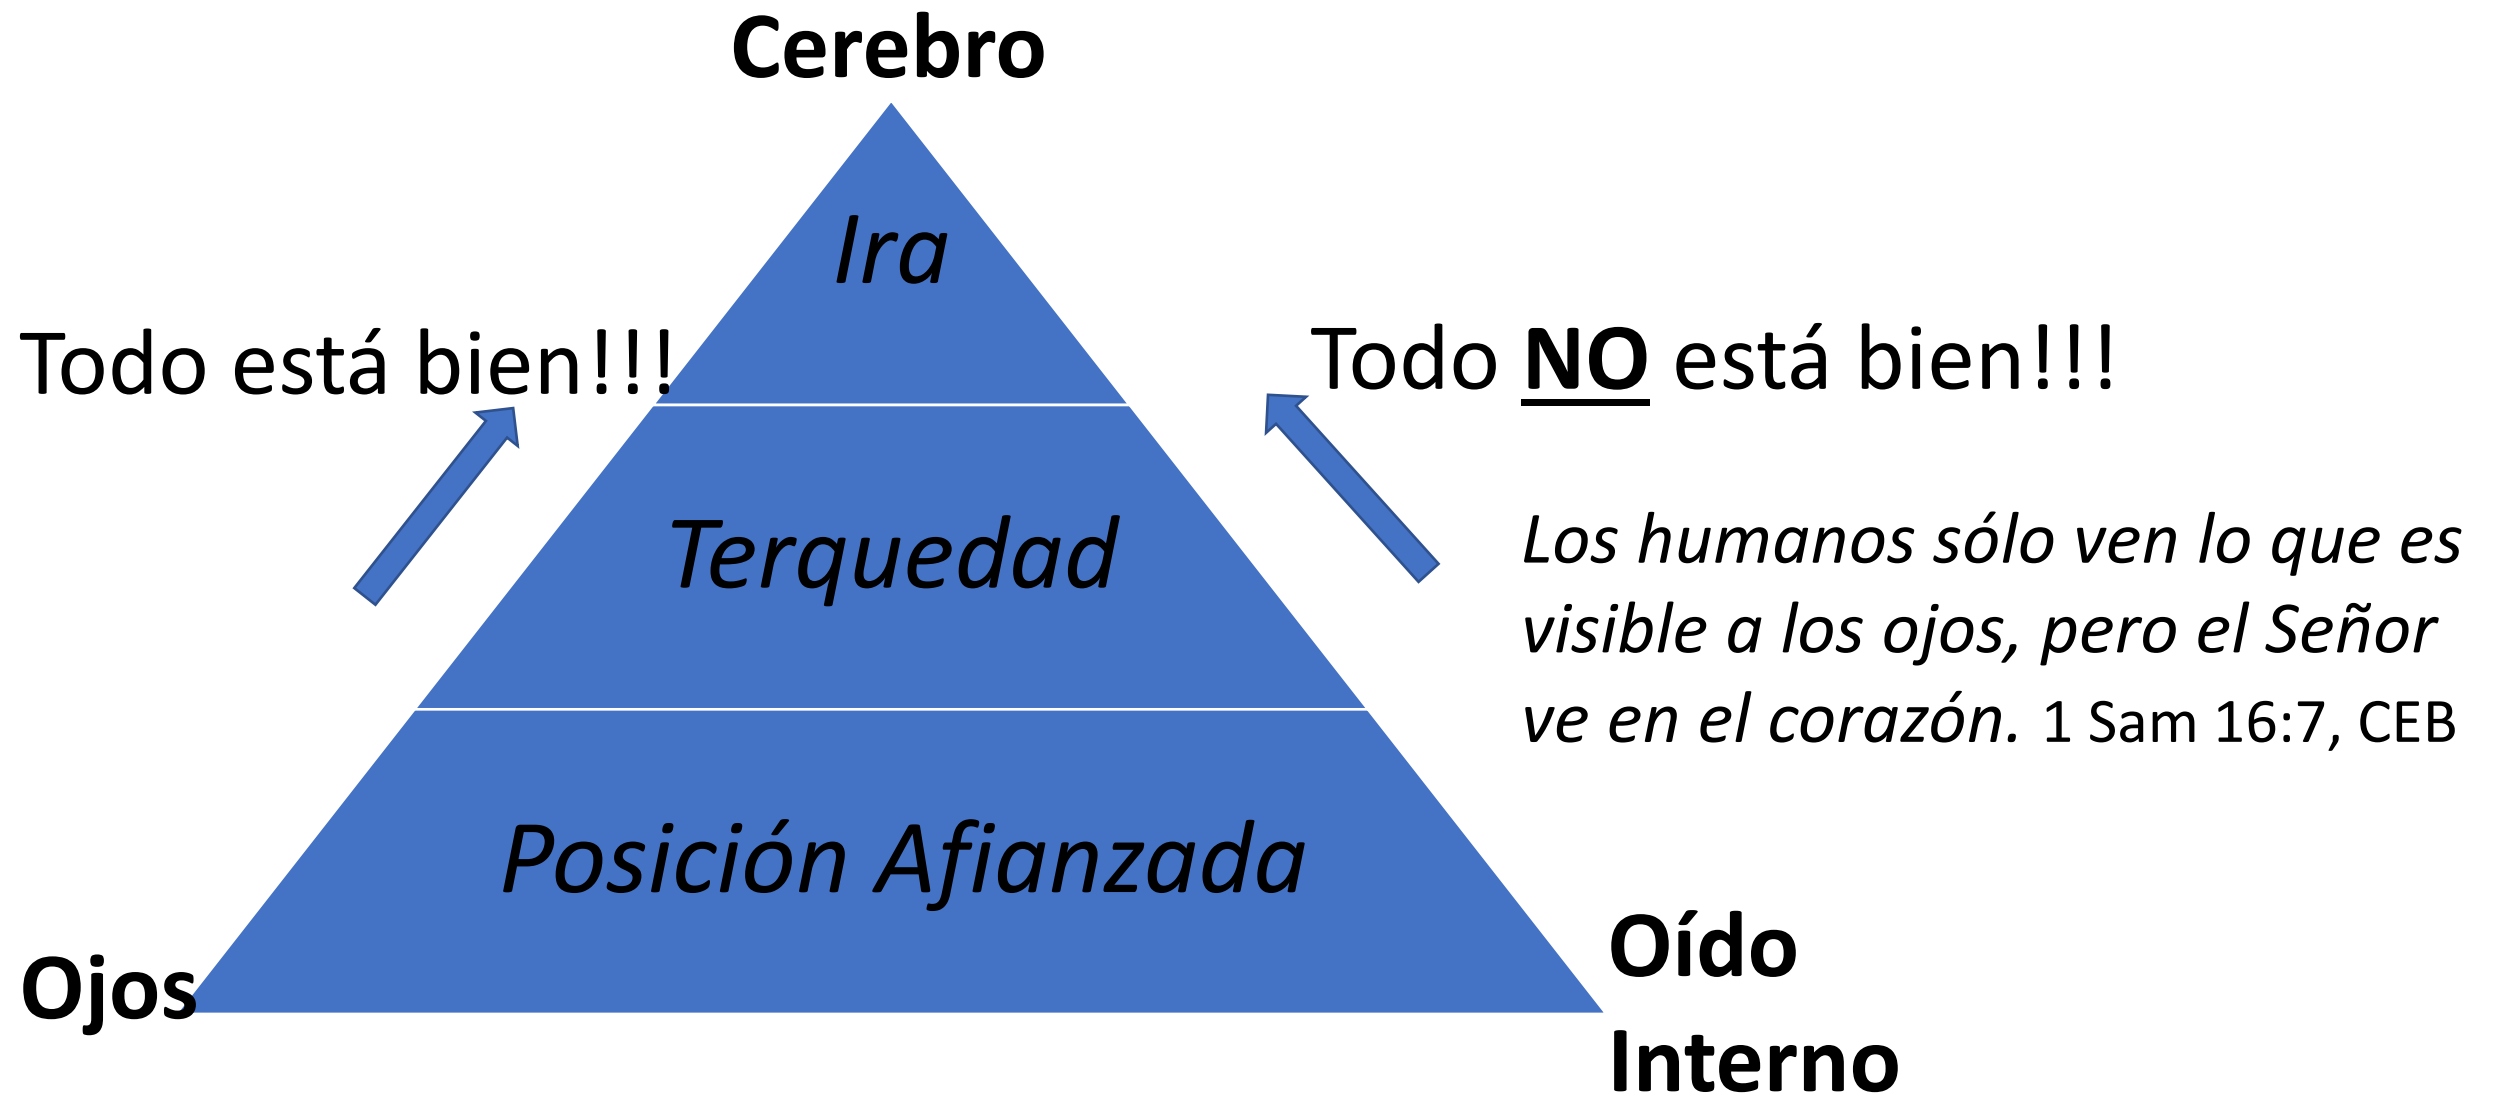 Cerebro
Ira
Todo está bien !!!
Todo NO está bien !!!
Terquedad
Los humanos sólo ven lo que es
visible a los ojos, pero el Señor
ve en el corazón. 1 Sam 16:7, CEB
Posición Afianzada
Ojos
Oído
Interno